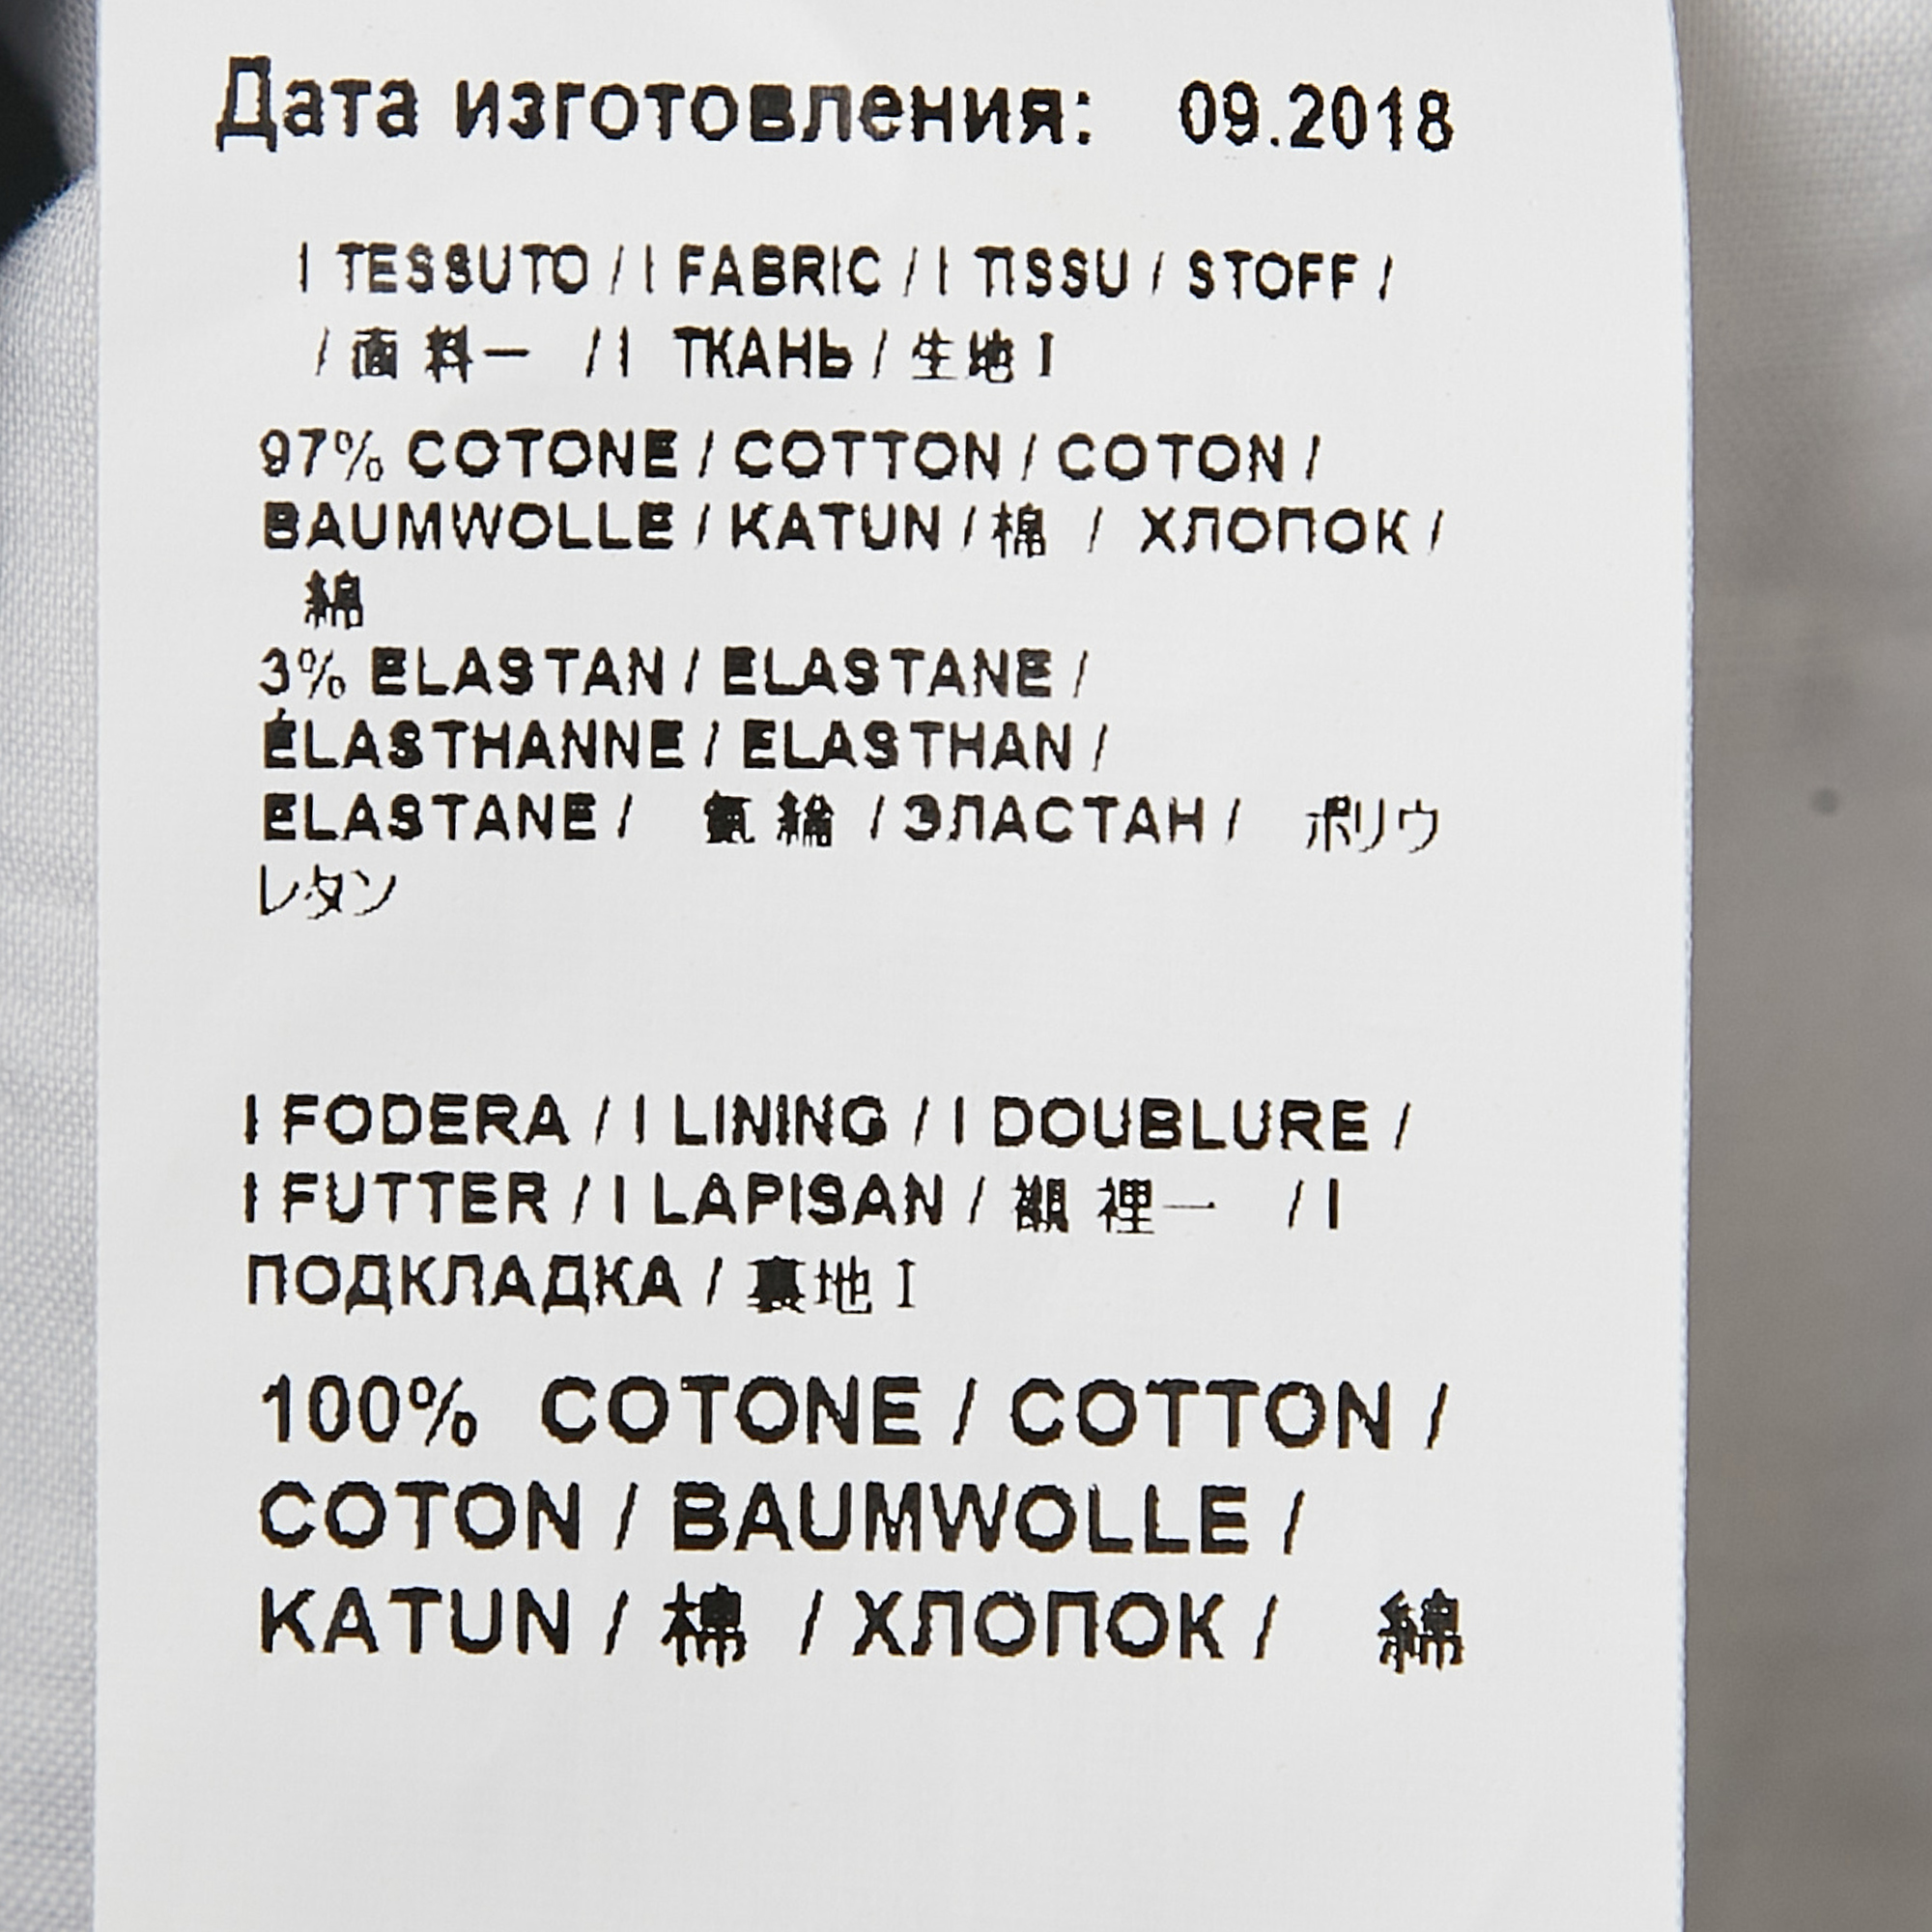 Дата изготовления: 09.2018
I TESSUTO / I FABRIC / I TISSU / STOFF /
/ 面 料一 / I ТКАНЬ / 生地 I
97% COTONE / COTTON / COTON /
BAUMWOLLE / KATUN / 棉 / ХЛОПОК /
綿
3% ELASTAN / ELASTANE /
ÉLASTHANNE / ELASTHAN /
ELASTANE / 氨 綸 / ЭЛАСТАН / ポリウ
レタン
I FODERA / I LINING / I DOUBLURE /
I FUTTER / I LAPISAN / 襯 裡一 / I
ПОДКЛАДКА / 裏地 I
100% COTONE / COTTON /
COTON / BAUMWOLLE /
KATUN / 棉 / ХЛОПОК / 綿